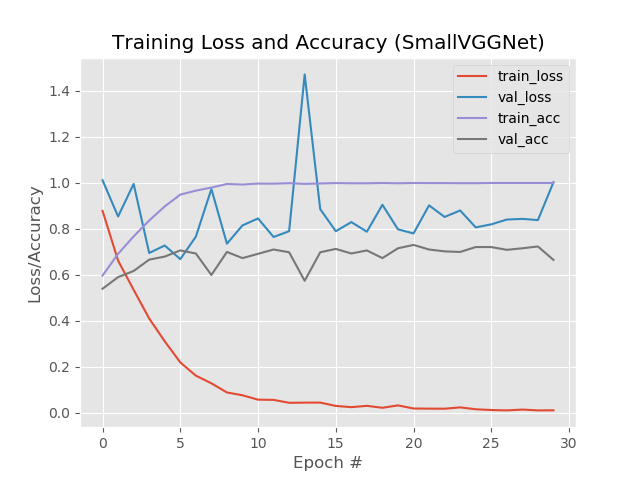 Training Loss and Accuracy (SmallVGGNet)
train_loss
val_loss
train_acc
val_acc
Loss/Accuracy
1.4
1.2
1.0
0.8
0.6
0.4
0.2
0.0
0 5 10 15 20 25 30
Epoch #